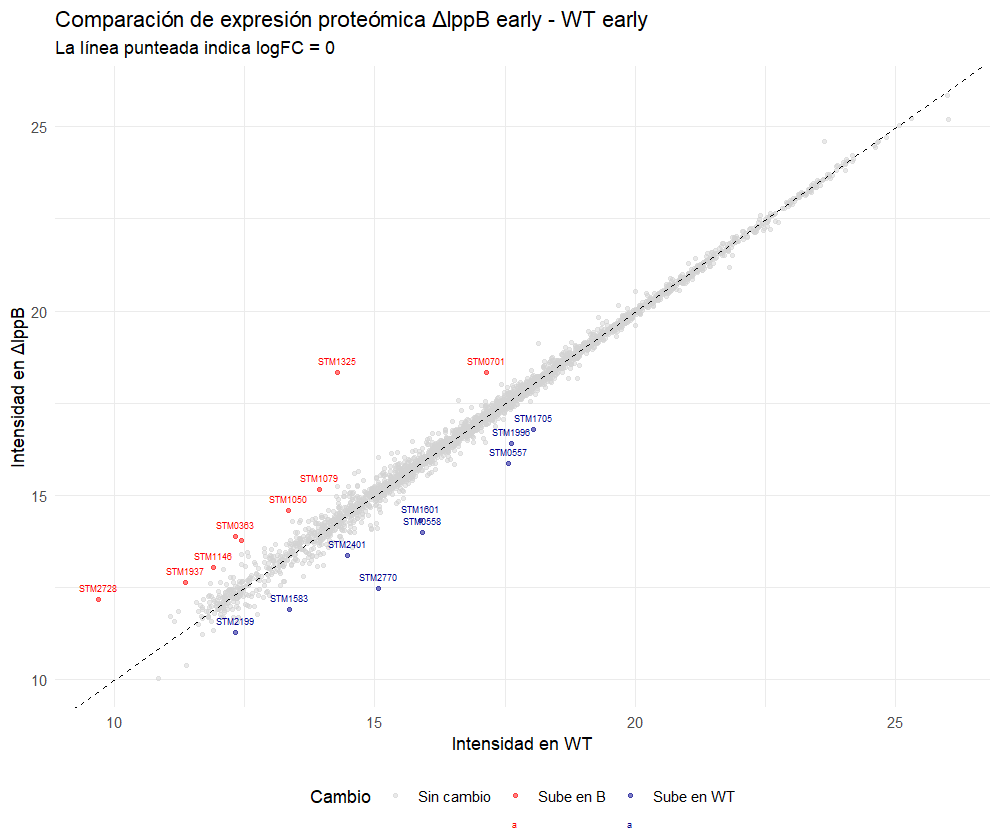 Comparación de expresión proteómica ΔlppB early - WT early
La línea punteada indica logFC = 0
Intensidad en ΔlppB
25
20
15
10
STM1325
STM0701
STM1705
STM1996
STM0557
STM1079
STM1050
STM1601
STM0558
STM0363
STM2401
STM1146
STM1937
STM2770
STM2728
STM1583
STM2199
10 15 20 25
Intensidad en WT
Cambio Sin cambio Sube en B Sube en WT
a a